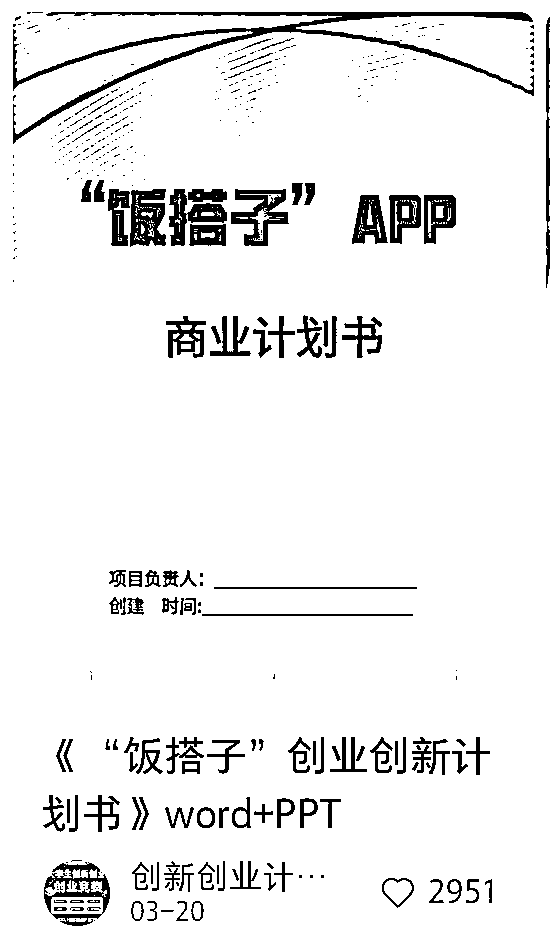 “饭搭子” APP
商业计划书
项目负责人：
创建 时间:
《 “饭搭子”创业创新计
划书》word+PPT
创新创业计…
03-20
2951